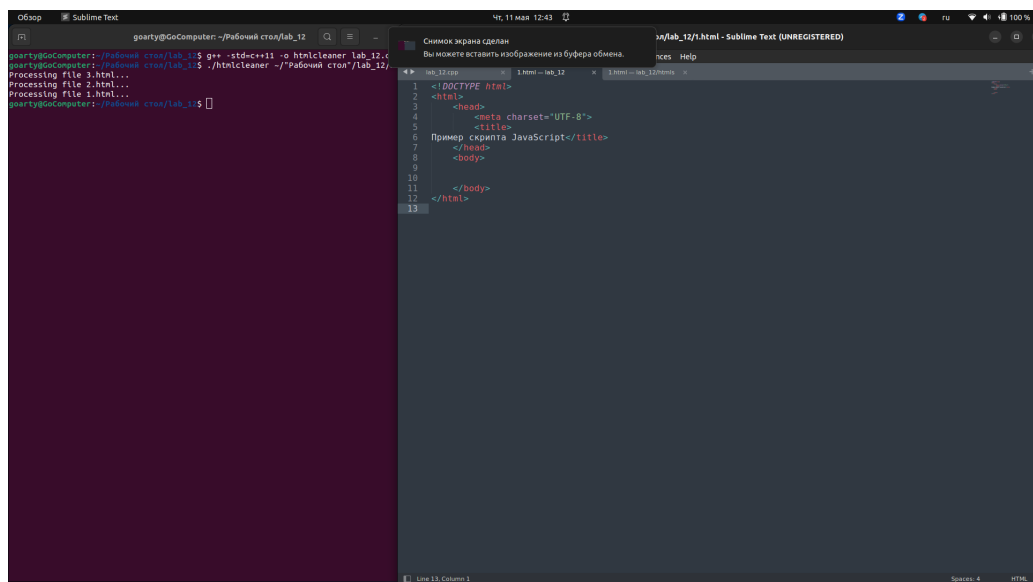 Обзор Sublime Text Чт, 11 мая 12:43 ru 100 %
goarty@GoComputer: ~/Рабочий стол/lab_12
goarty@GoComputer:~/Рабочий стол/lab_12$ g++ -std=c++11 -o htmlcleaner lab_12.c
goarty@GoComputer:~/Рабочий стол/lab_12$ ./htmlcleaner ~/"Рабочий стол"/lab_12/
Processing file 3.html...
Processing file 2.html...
Processing file 1.html...
goarty@GoComputer:~/Рабочий стол/lab_12$
Снимок экрана сделан
Вы можете вставить изображение из буфера обмена.
ол/lab_12/1.html - Sublime Text (UNREGISTERED)
nces Help
lab_12.cpp × 1.html — lab_12 × 1.html — lab_12/htmls ×
1 <!DOCTYPE html>
2 <html>
3 <head>
4 <meta charset="UTF-8">
5 <title>
6 Пример скрипта JavaScript</title>
7 </head>
8 <body>
9
10
11 </body>
12 </html>
13
Line 13, Column 1 Spaces: 4 HTML